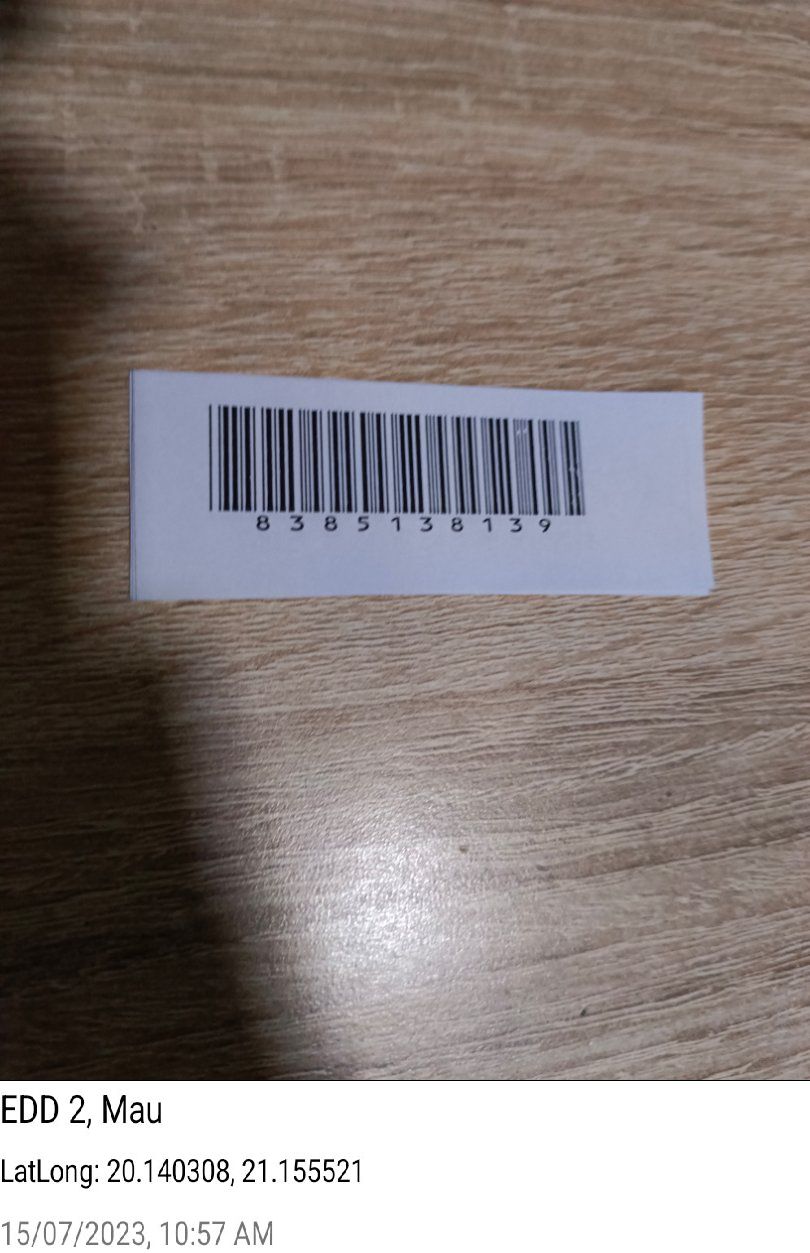 8385138139
EDD 2, Mau
LatLong: 20.140308, 21.155521
15/07/2023, 10:57 AM